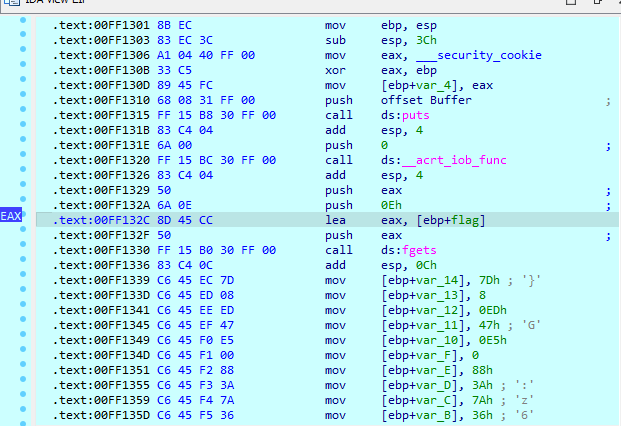 IDA View-EIP
.text:00FF1301 8B EC mov ebp, esp
.text:00FF1303 83 EC 3C sub esp, 3Ch
.text:00FF1306 A1 04 40 FF 00 mov eax, ___security_cookie
.text:00FF130B 33 C5 xor eax, ebp
.text:00FF130D 89 45 FC mov [ebp+var_4], eax
.text:00FF1310 68 08 31 FF 00 push offset Buffer ;
.text:00FF1315 FF 15 B8 30 FF 00 call ds:puts
.text:00FF131B 83 C4 04 add esp, 4
.text:00FF131E 6A 00 push 0 ;
.text:00FF1320 FF 15 BC 30 FF 00 call ds:__acrt_iob_func
.text:00FF1326 83 C4 04 add esp, 4
.text:00FF1329 50 push eax ;
.text:00FF132A 6A 0E push 0Eh ;
EAX .text:00FF132C 8D 45 CC lea eax, [ebp+flag]
.text:00FF132F 50 push eax ;
.text:00FF1330 FF 15 B0 30 FF 00 call ds:fgets
.text:00FF1336 83 C4 0C add esp, 0Ch
.text:00FF1339 C6 45 EC 7D mov [ebp+var_14], 7Dh ; '}'
.text:00FF133D C6 45 ED 08 mov [ebp+var_13], 8
.text:00FF1341 C6 45 EE ED mov [ebp+var_12], 0EDh
.text:00FF1345 C6 45 EF 47 mov [ebp+var_11], 47h ; 'G'
.text:00FF1349 C6 45 F0 E5 mov [ebp+var_10], 0E5h
.text:00FF134D C6 45 F1 00 mov [ebp+var_F], 0
.text:00FF1351 C6 45 F2 88 mov [ebp+var_E], 88h
.text:00FF1355 C6 45 F3 3A mov [ebp+var_D], 3Ah ; ':'
.text:00FF1359 C6 45 F4 7A mov [ebp+var_C], 7Ah ; 'z'
.text:00FF135D C6 45 F5 36 mov [ebp+var_B], 36h ; '6'